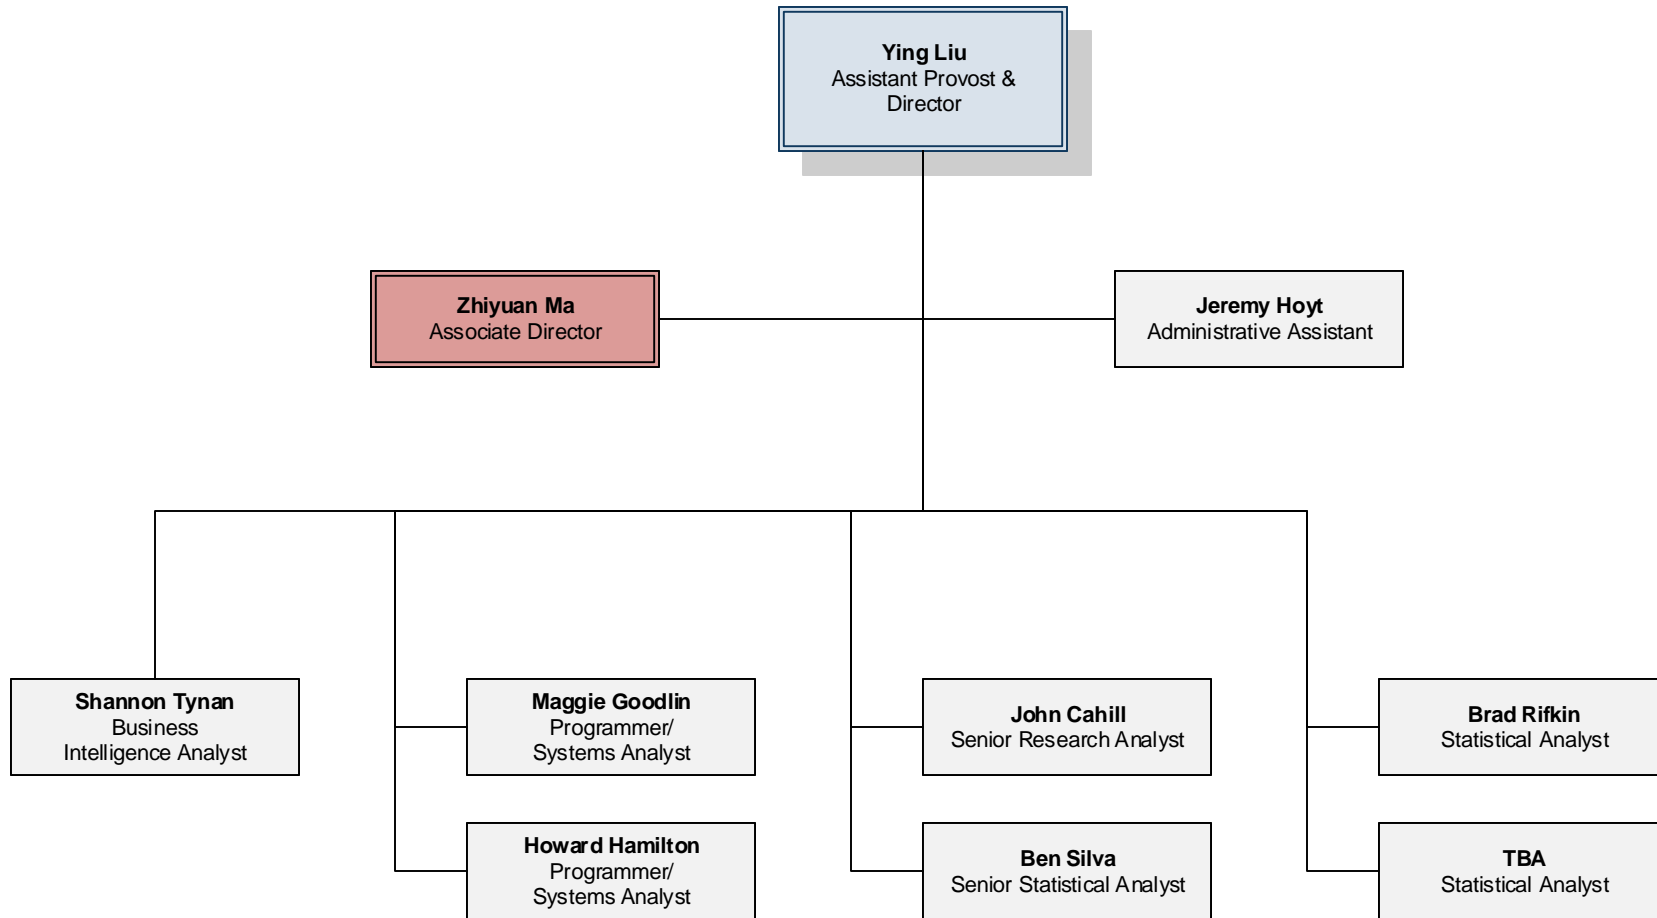 Ying Liu
Assistant Provost &
Director
Zhiyuan Ma
Associate Director
Jeremy Hoyt
Administrative Assistant
Shannon Tynan
Business
Intelligence Analyst
Maggie Goodlin
Programmer/
Systems Analyst
John Cahill
Senior Research Analyst
Brad Rifkin
Statistical Analyst
Howard Hamilton
Programmer/
Systems Analyst
Ben Silva
Senior Statistical Analyst
TBA
Statistical Analyst